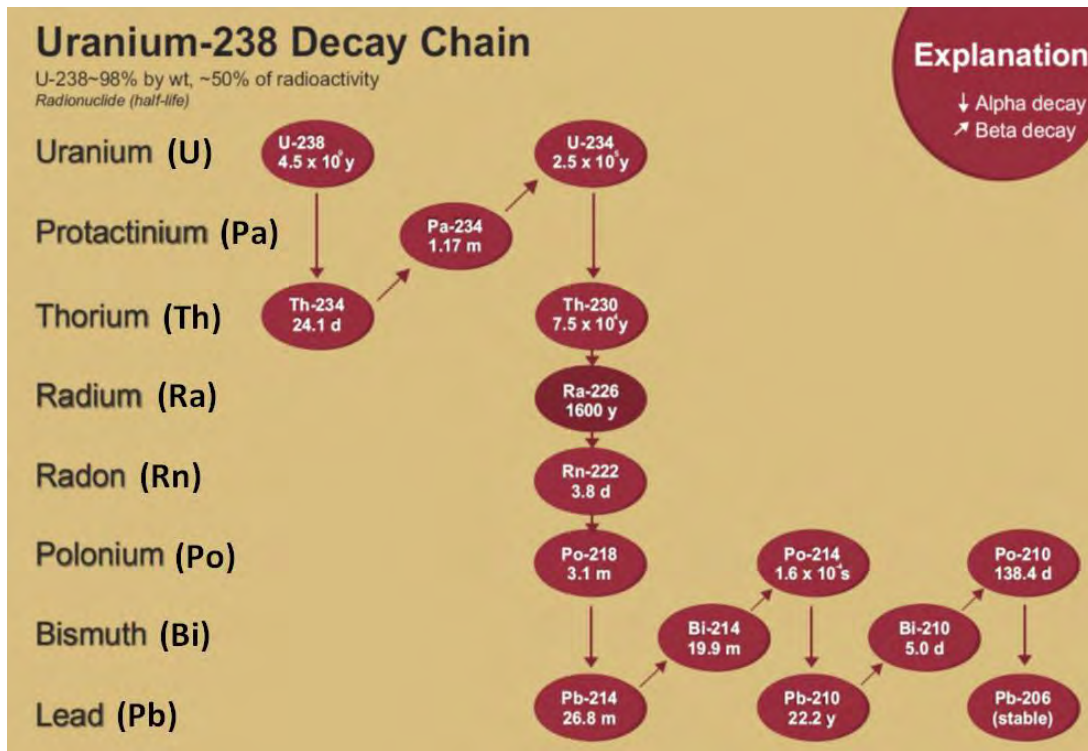 Uranium-238 Decay Chain
U-238~98% by wt, ~50% of radioactivity
Radionuclide (half-life)
Explanation
↓ Alpha decay
↗ Beta decay
Uranium (U)
U-238
4.5 x 10⁹ y
U-234
2.5 x 10⁵ y
Protactinium (Pa)
Pa-234
1.17 m
Thorium (Th)
Th-234
24.1 d
Th-230
7.5 x 10⁴ y
Radium (Ra)
Ra-226
1600 y
Radon (Rn)
Rn-222
3.8 d
Polonium (Po)
Po-218
3.1 m
Po-214
1.6 x 10⁻⁴s
Po-210
138.4 d
Bismuth (Bi)
Bi-214
19.9 m
Bi-210
5.0 d
Lead (Pb)
Pb-214
26.8 m
Pb-210
22.2 y
Pb-206
(stable)